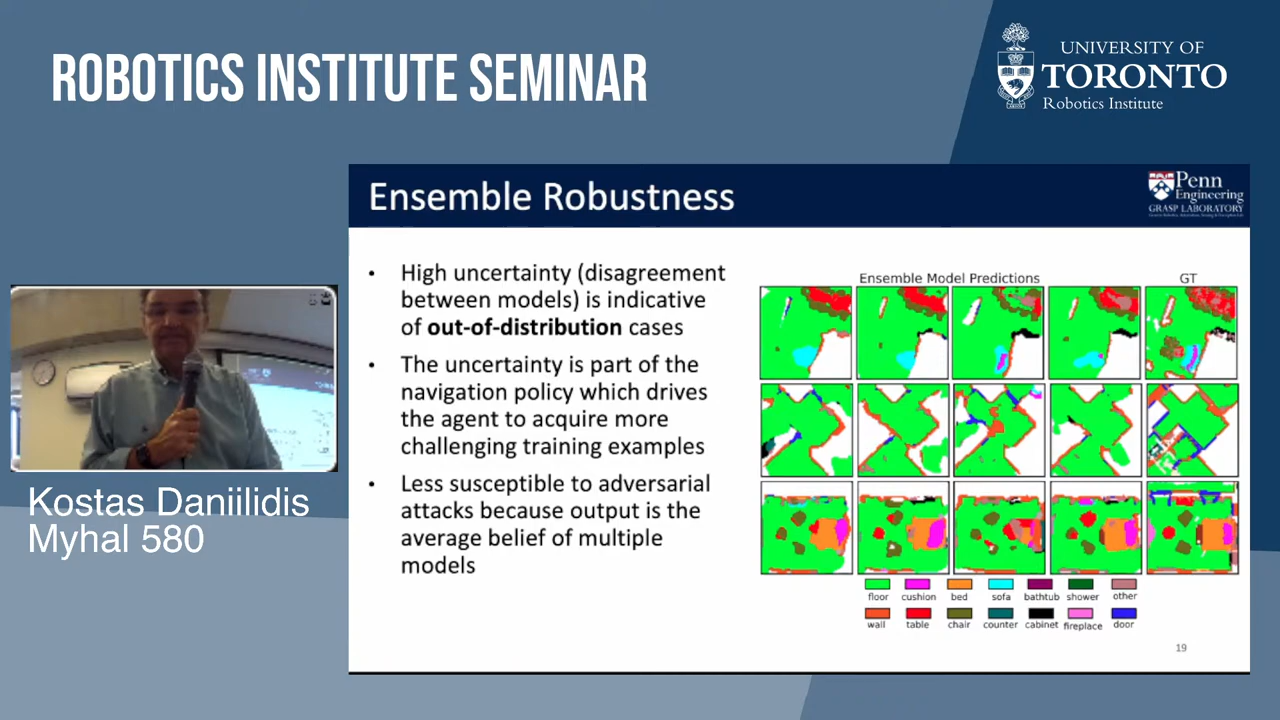 ROBOTICS INSTITUTE SEMINAR
UNIVERSITY OF
TORONTO
Robotics Institute
Ensemble Robustness
Penn
Engineering
GRASP LABORATORY
• High uncertainty (disagreement
between models) is indicative
of out-of-distribution cases
• The uncertainty is part of the
navigation policy which drives
the agent to acquire more
challenging training examples
• Less susceptible to adversarial
attacks because output is the
average belief of multiple
models
Ensemble Model Predictions GT
floor cushion bed sofa bathtub shower other
wall table chair counter cabinet fireplace door
19
Kostas Daniilidis
Myhal 580